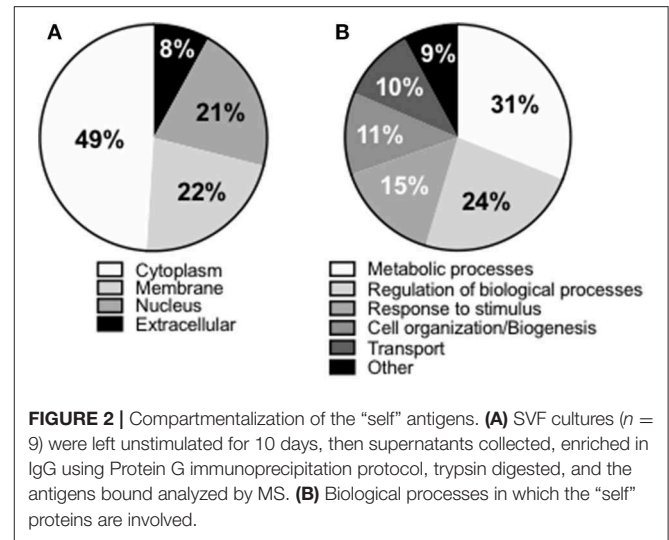 A
B
8%
21%
22%
49%
9%
10%
11%
15%
24%
31%
Cytoplasm
Membrane
Nucleus
Extracellular
Metabolic processes
Regulation of biological processes
Response to stimulus
Cell organization/Biogenesis
Transport
Other
FIGURE 2 | Compartmentalization of the “self” antigens. (A) SVF cultures (n =
9) were left unstimulated for 10 days, then supernatants collected, enriched in
IgG using Protein G immunoprecipitation protocol, trypsin digested, and the
antigens bound analyzed by MS. (B) Biological processes in which the “self”
proteins are involved.